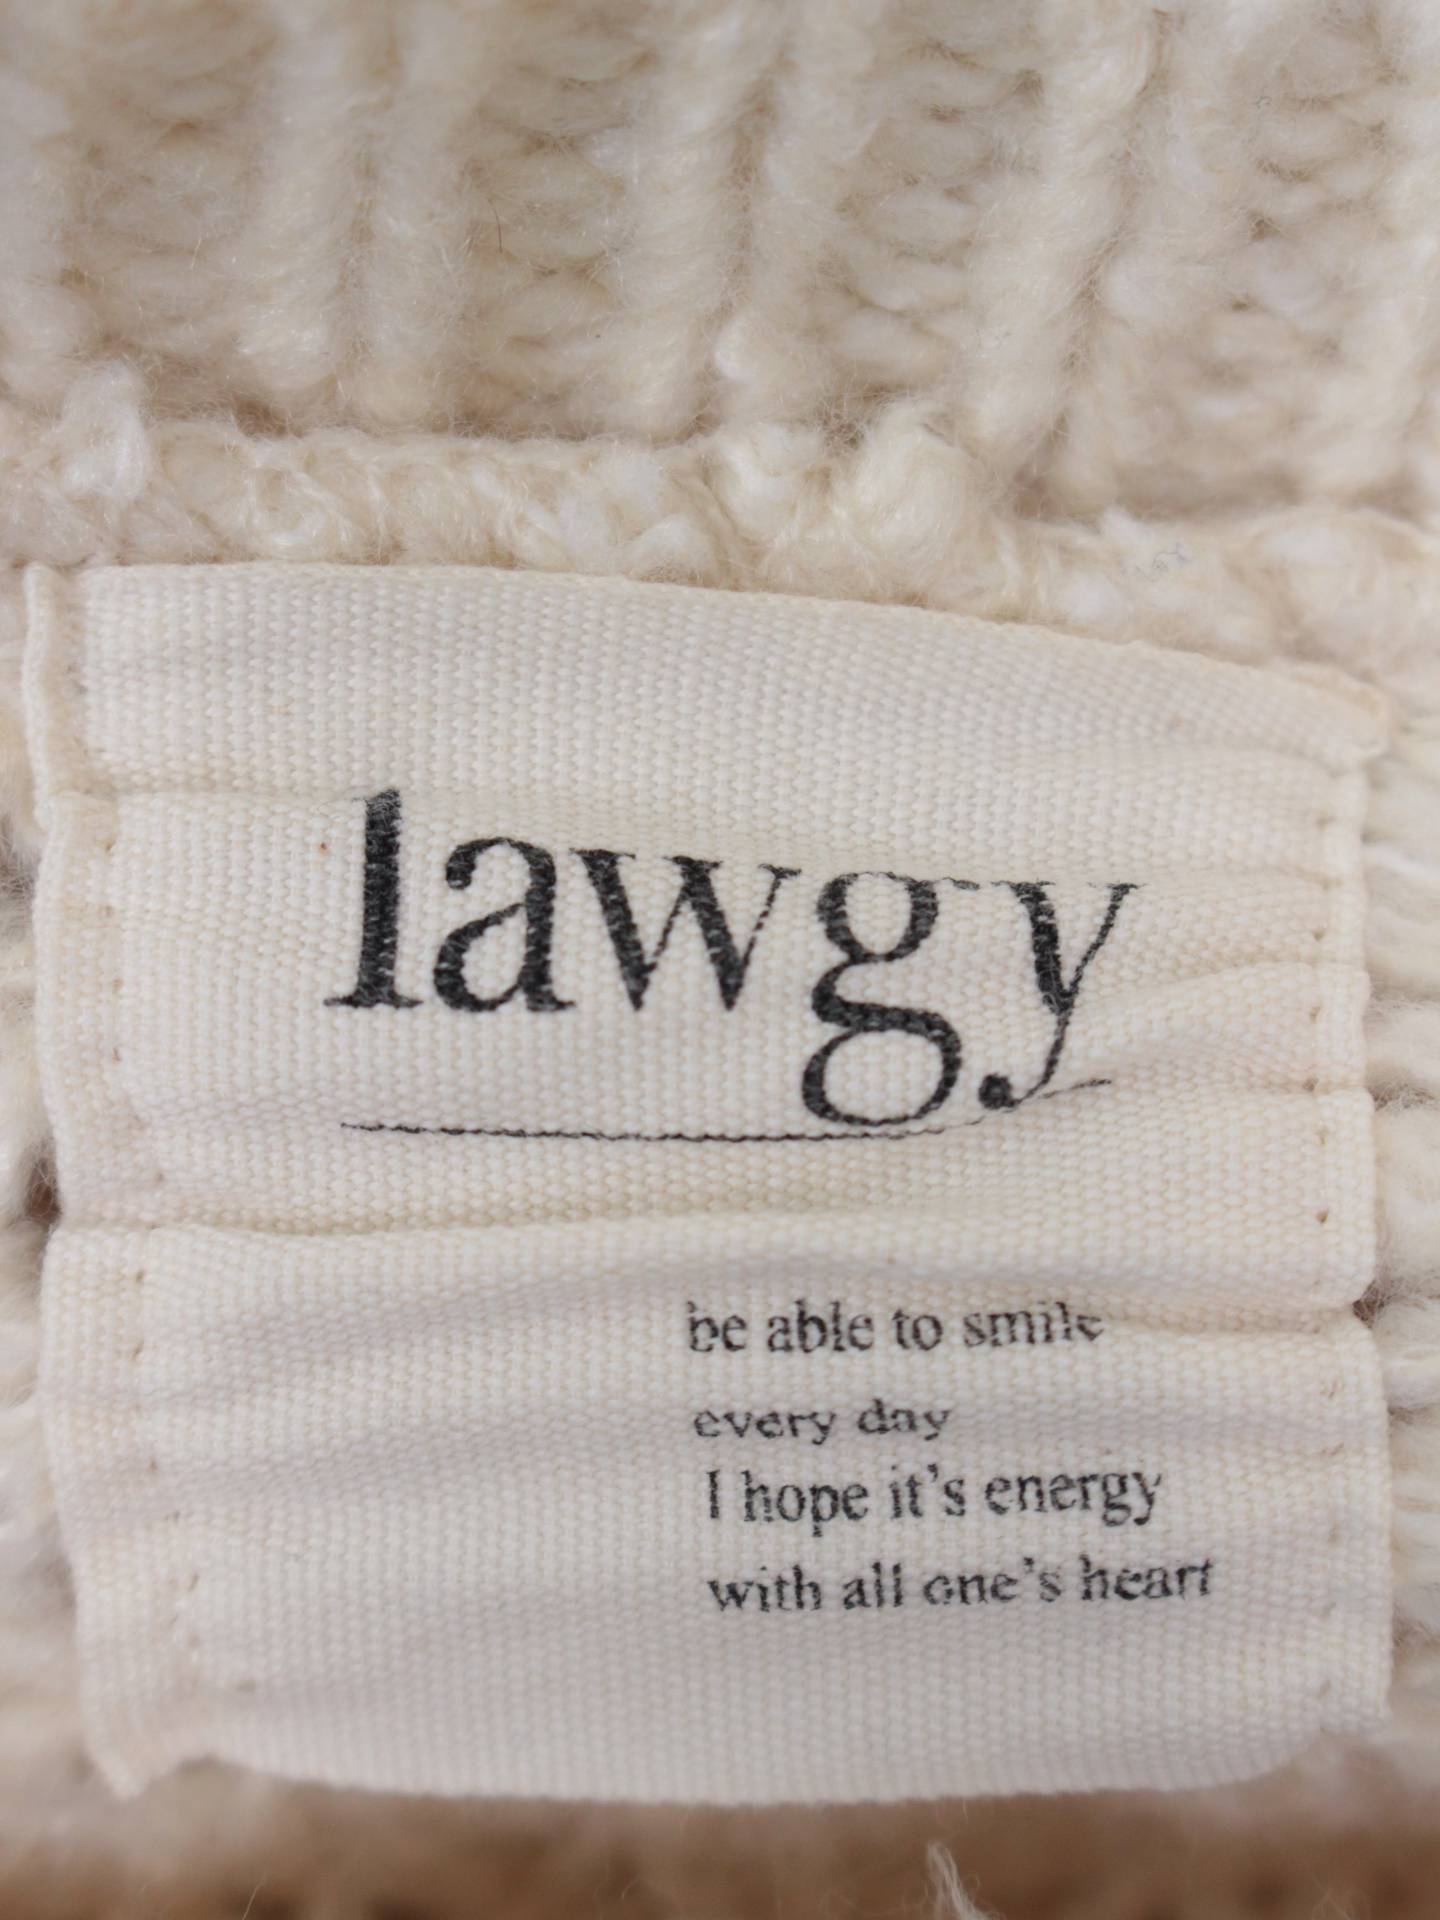 lawgy
be able to smile
every day
I hope it's energy
with all one's heart